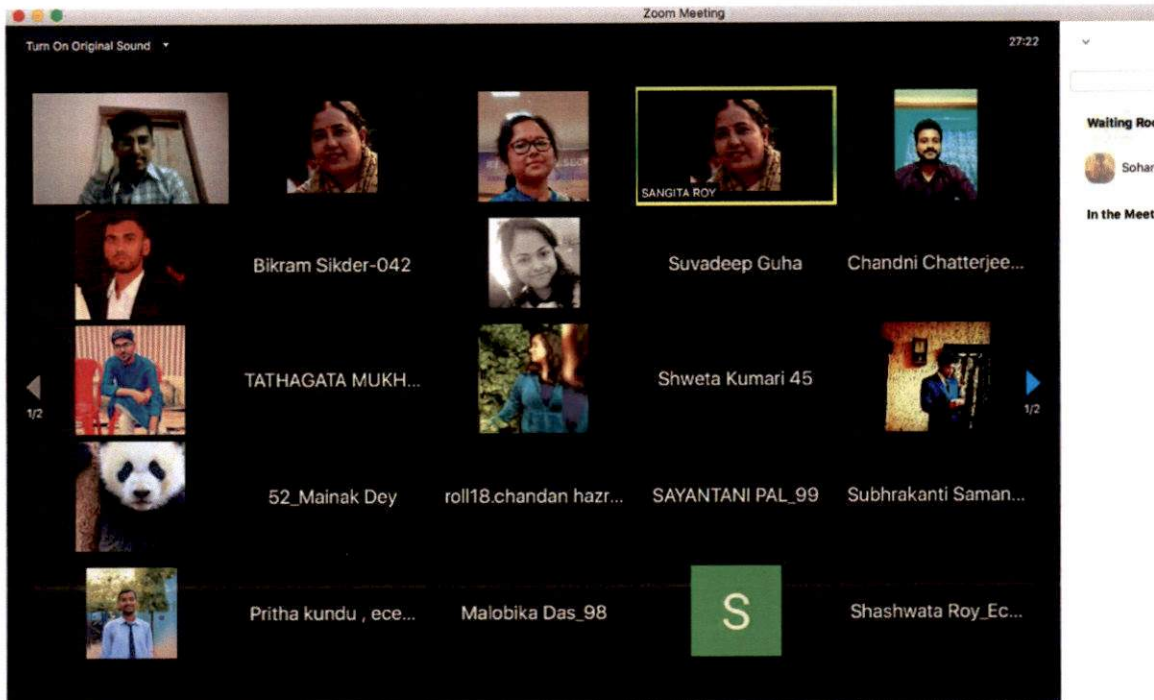 Zoom Meeting
Turn On Original Sound
27:22
Waiting Roo
Sohan
In the Meet
SANGITA ROY
Bikram Sikder-042
Suvadeep Guha
Chandni Chatterjee...
TATHAGATA MUKH...
Shweta Kumari 45
1/2
1/2
52_Mainak Dey
roll18.chandan hazr...
SAYANTANI PAL_99
Subhrakanti Saman...
Pritha kundu , ece...
Malobika Das_98
S
Shashwata Roy_Ec...